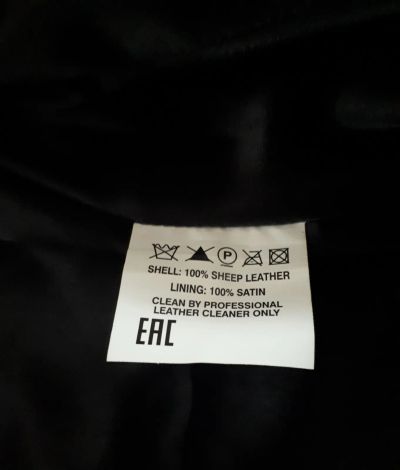 P
SHELL: 100% SHEEP LEATHER
LINING: 100% SATIN
CLEAN BY PROFESSIONAL
LEATHER CLEANER ONLY
EAC